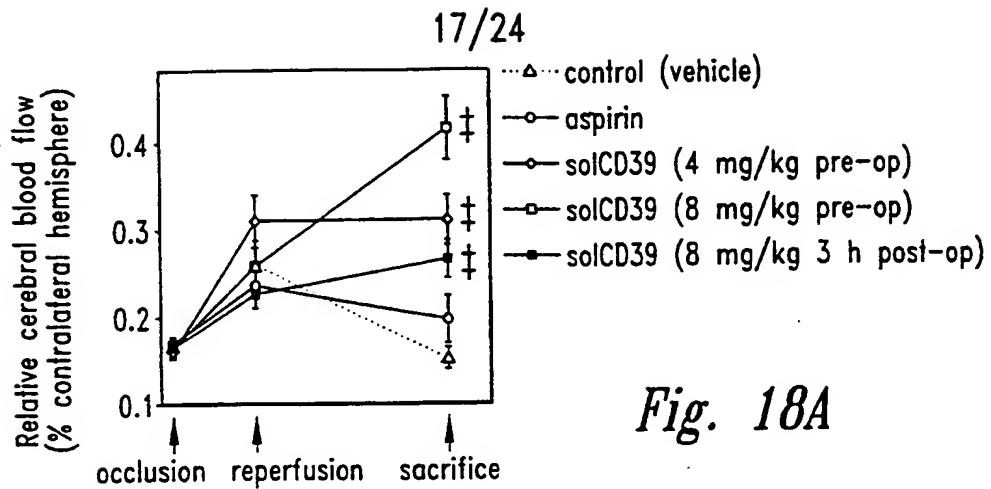 17/24
Relative cerebral blood flow
(% contralateral hemisphere)
0.4
0.3
0.2
0.1
‡
‡
‡
occlusion reperfusion sacrifice
control (vehicle)
aspirin
solCD39 (4 mg/kg pre-op)
solCD39 (8 mg/kg pre-op)
solCD39 (8 mg/kg 3 h post-op)
Fig. 18A